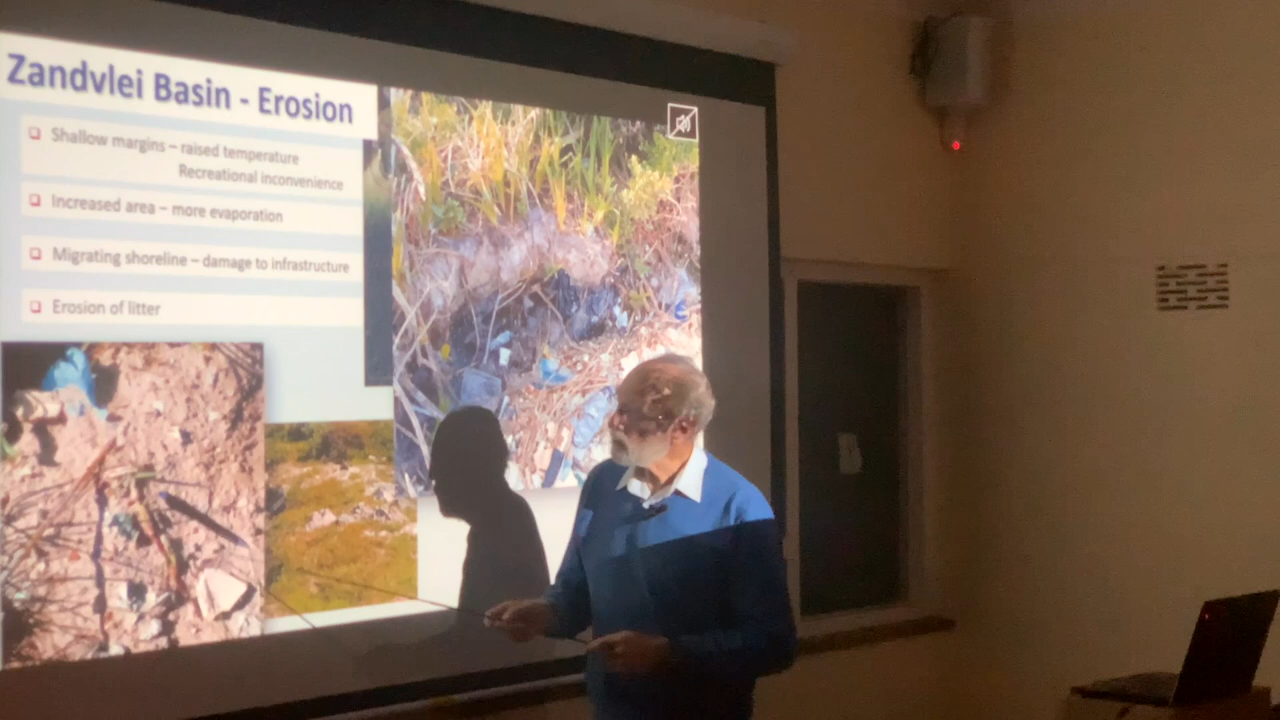 Zandvlei Basin - Erosion
Shallow margins – raised temperature
Recreational inconvenience
Increased area – more evaporation
Migrating shoreline – damage to infrastructure
Erosion of litter